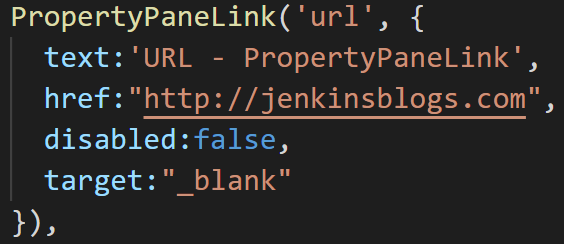 PropertyPaneLink('url', {
text:'URL - PropertyPaneLink',
href:"http://jenkinsblogs.com",
disabled:false,
target:"_blank"
}),